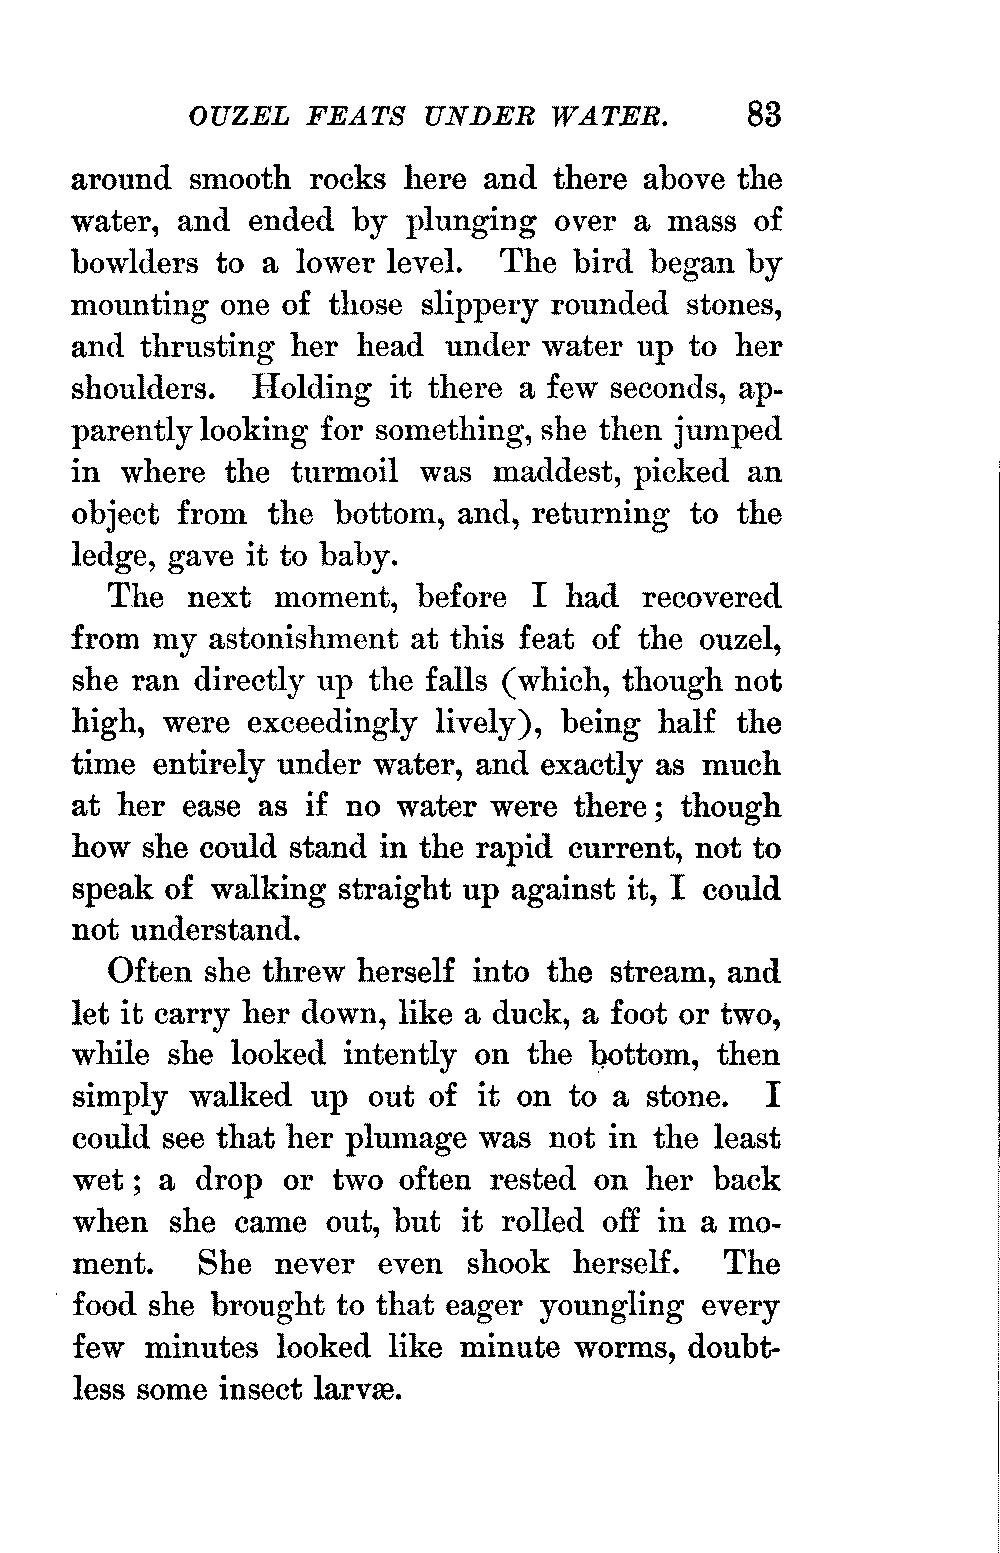 OUZEL FEATS UNDER WATER. 83
around smooth rocks here and there above the
water, and ended by plunging over a mass of
bowlders to a lower level. The bird began by
mounting one of those slippery rounded stones,
and thrusting her head under water up to her
shoulders. Holding it there a few seconds, ap-
parently looking for something, she then jumped
in where the turmoil was maddest, picked an
object from the bottom, and, returning to the
ledge, gave it to baby.
The next moment, before I had recovered
from my astonishment at this feat of the ouzel,
she ran directly up the falls (which, though not
high, were exceedingly lively), being half the
time entirely under water, and exactly as much
at her ease as if no water were there; though
how she could stand in the rapid current, not to
speak of walking straight up against it, I could
not understand.
Often she threw herself into the stream, and
let it carry her down, like a duck, a foot or two,
while she looked intently on the bottom, then
simply walked up out of it on to a stone. I
could see that her plumage was not in the least
wet; a drop or two often rested on her back
when she came out, but it rolled off in a mo-
ment. She never even shook herself. The
food she brought to that eager youngling every
few minutes looked like minute worms, doubt-
less some insect larvæ.